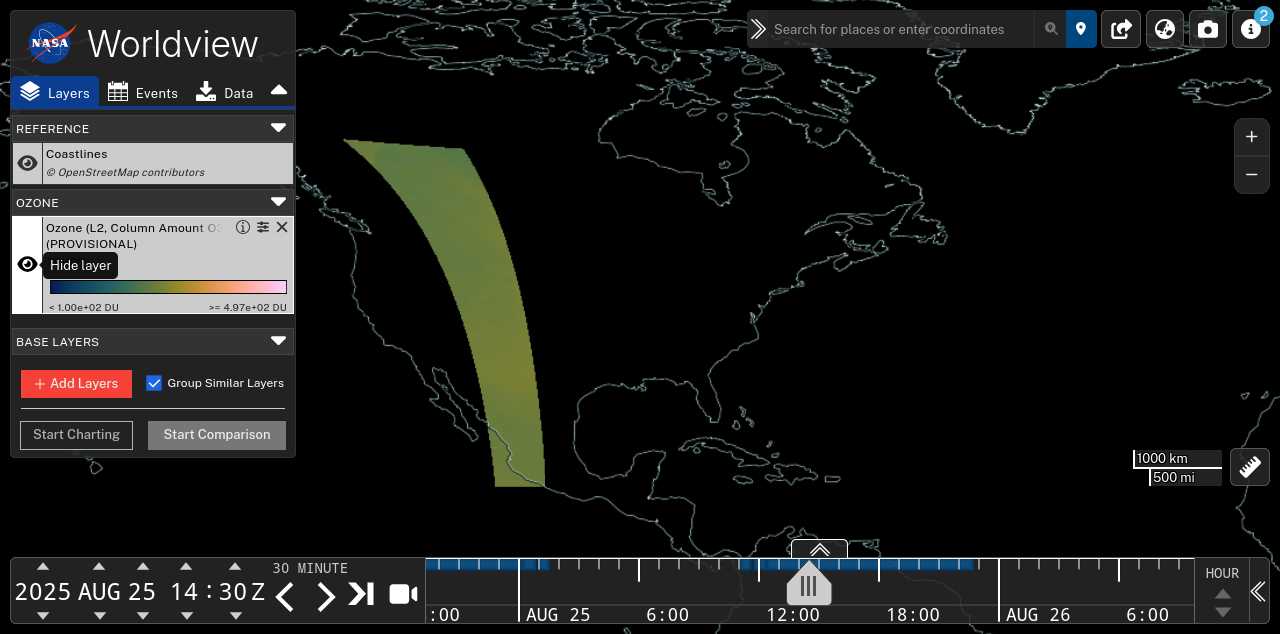 NASA Worldview
Layers Events Data
REFERENCE
Coastlines
© OpenStreetMap contributors
OZONE
Ozone (L2, Column Amount O
(PROVISIONAL)
Hide layer
< 1.00e+02 DU >= 4.97e+02 DU
BASE LAYERS
+ Add Layers Group Similar Layers
Start Charting Start Comparison
Search for places or enter coordinates
2
+
−
1000 km
500 mi
2025 AUG 25 14 : 30 Z
30 MINUTE
:00 AUG 25 6:00 12:00 18:00 AUG 26 6:00
HOUR